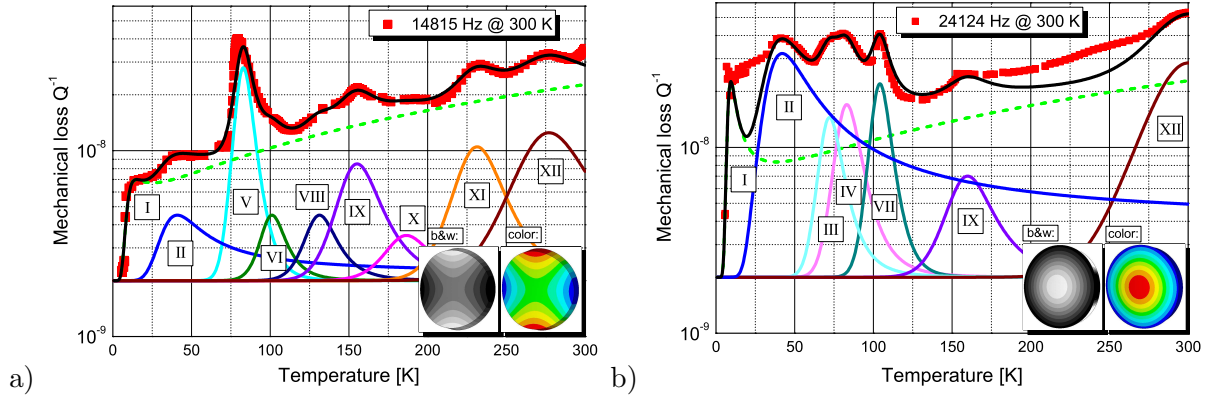 14815 Hz @ 300 K
Mechanical loss Q⁻¹
10⁻⁸
10⁻⁹
I
II
V
VI
VIII
IX
X
XI
XII
b&w:
color:
0 50 100 150 200 250 300
Temperature [K]
a)
24124 Hz @ 300 K
Mechanical loss Q⁻¹
10⁻⁸
10⁻⁹
I
II
III
IV
VII
IX
XII
b&w:
color:
0 50 100 150 200 250 300
Temperature [K]
b)